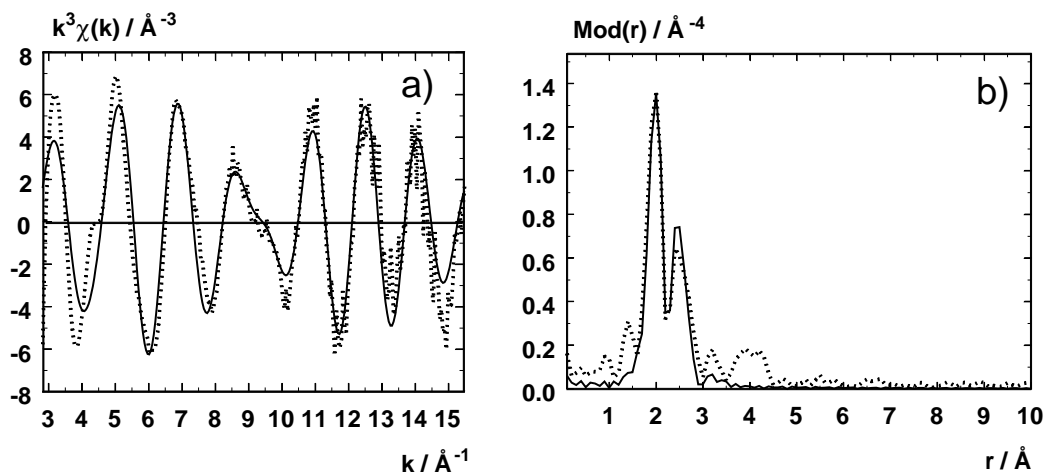 k³χ(k) / Å⁻³
8
6
4
2
0
-2
-4
-6
-8
a)
3 4 5 6 7 8 9 10 11 12 13 14 15
k / Å⁻¹
Mod(r) / Å⁻⁴
1.4
1.2
1.0
0.8
0.6
0.4
0.2
0.0
b)
1 2 3 4 5 6 7 8 9 10
r / Å